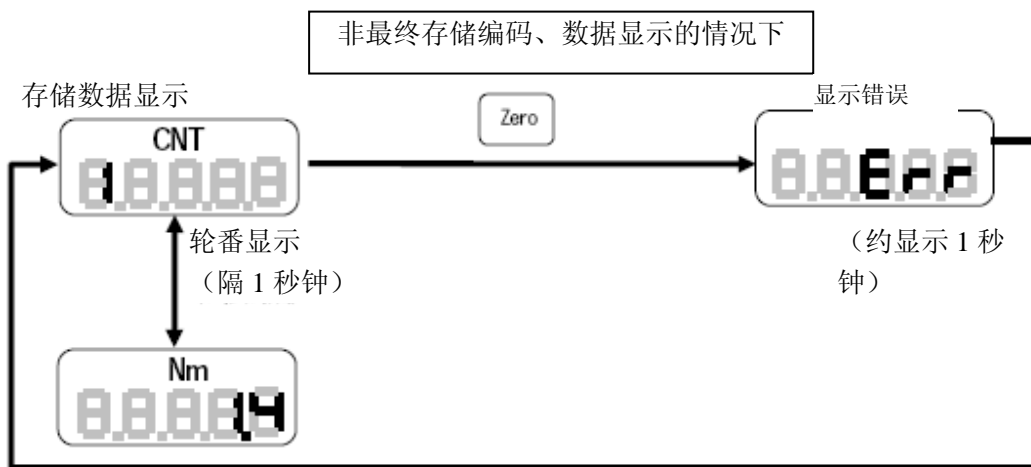 非最终存储编码、数据显示的情况下
存储数据显示
Zero
显示错误
CNT
1
Err
轮番显示
（隔 1 秒钟）
（约显示 1 秒
钟）
Nm
1.4